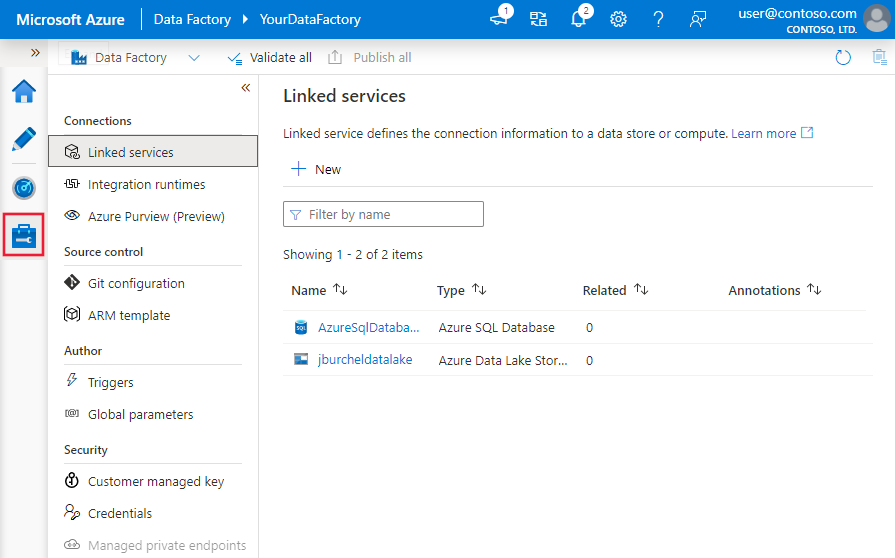 Microsoft Azure
Data Factory
YourDataFactory
1
2
user@contoso.com
CONTOSO, LTD.
Data Factory
Validate all
Publish all
Connections
Linked services
Integration runtimes
Azure Purview (Preview)
Source control
Git configuration
ARM template
Author
Triggers
Global parameters
Security
Customer managed key
Credentials
Managed private endpoints
Linked services
Linked service defines the connection information to a data store or compute. Learn more
New
Filter by name
Showing 1 - 2 of 2 items
Name Type Related Annotations
SQL AzureSqlDataba... Azure SQL Database 0
jburcheldatalake Azure Data Lake Stor... 0